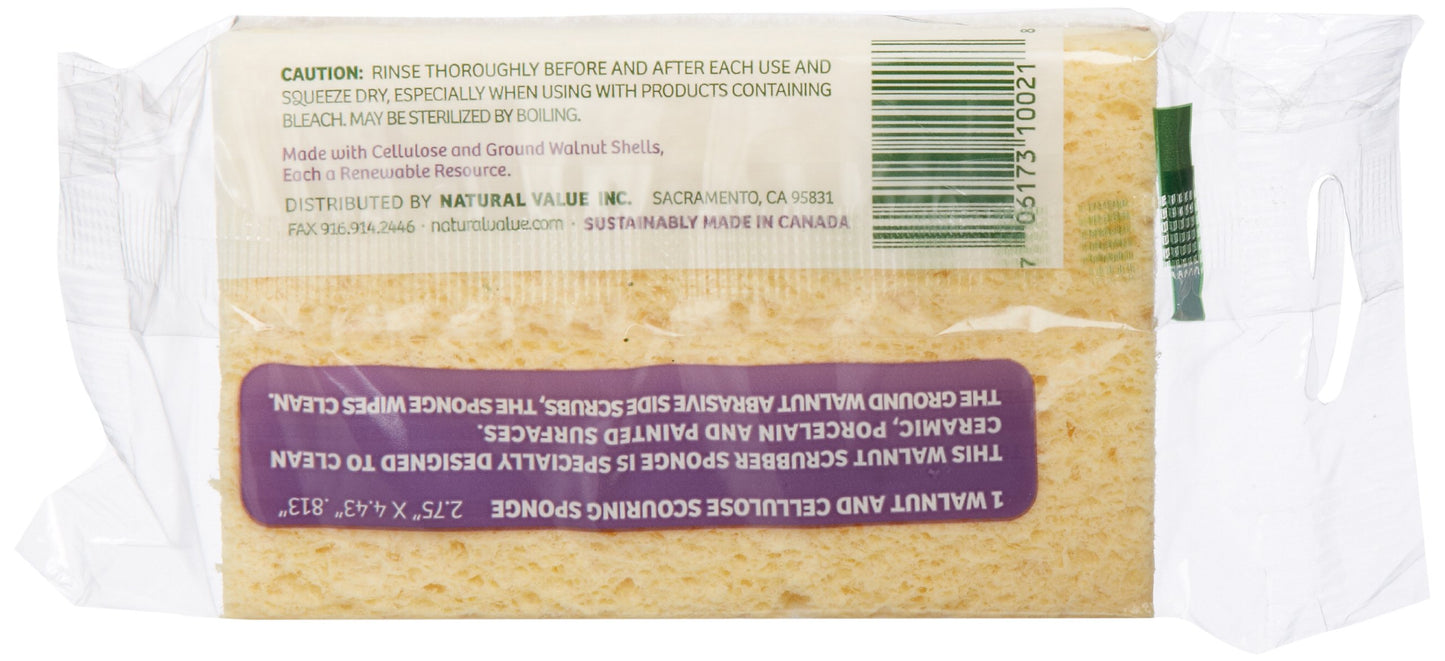 CAUTION: RINSE THOROUGHLY BEFORE AND AFTER EACH USE AND
SQUEEZE DRY, ESPECIALLY WHEN USING WITH PRODUCTS CONTAINING
BLEACH. MAY BE STERILIZED BY BOILING.
Made with Cellulose and Ground Walnut Shells,
Each a Renewable Resource.
DISTRIBUTED BY NATURAL VALUE INC. SACRAMENTO, CA 95831
FAX 916.914.2446 · naturalvalue.com · SUSTAINABLY MADE IN CANADA
7 06173 10021 8
1 WALNUT AND CELLULOSE SCOURING SPONGE 2.75" X 4.43" .813"
THIS WALNUT SCRUBBER SPONGE IS SPECIALLY DESIGNED TO CLEAN
CERAMIC, PORCELAIN AND PAINTED SURFACES.
THE GROUND WALNUT ABRASIVE SIDE SCRUBS, THE SPONGE WIPES CLEAN.